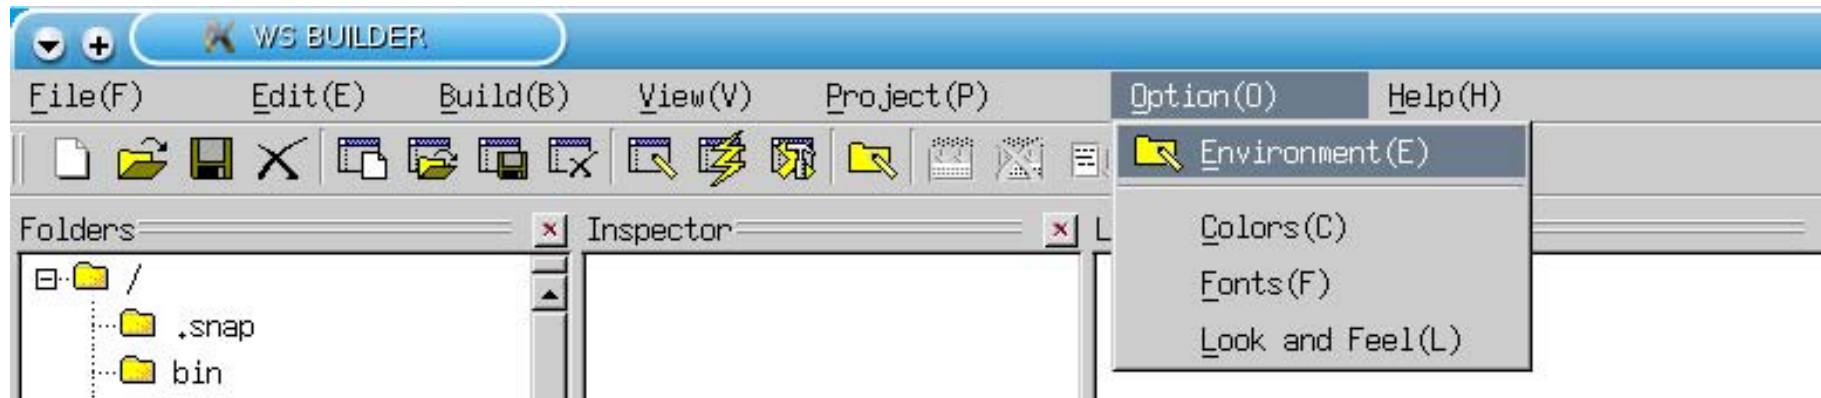 WS BUILDER
File(F) Edit(E) Build(B) View(V) Project(P) Option(O) Help(H)
Environment(E)
Colors(C)
Fonts(F)
Look and Feel(L)
Folders Inspector L
/
.snap
bin